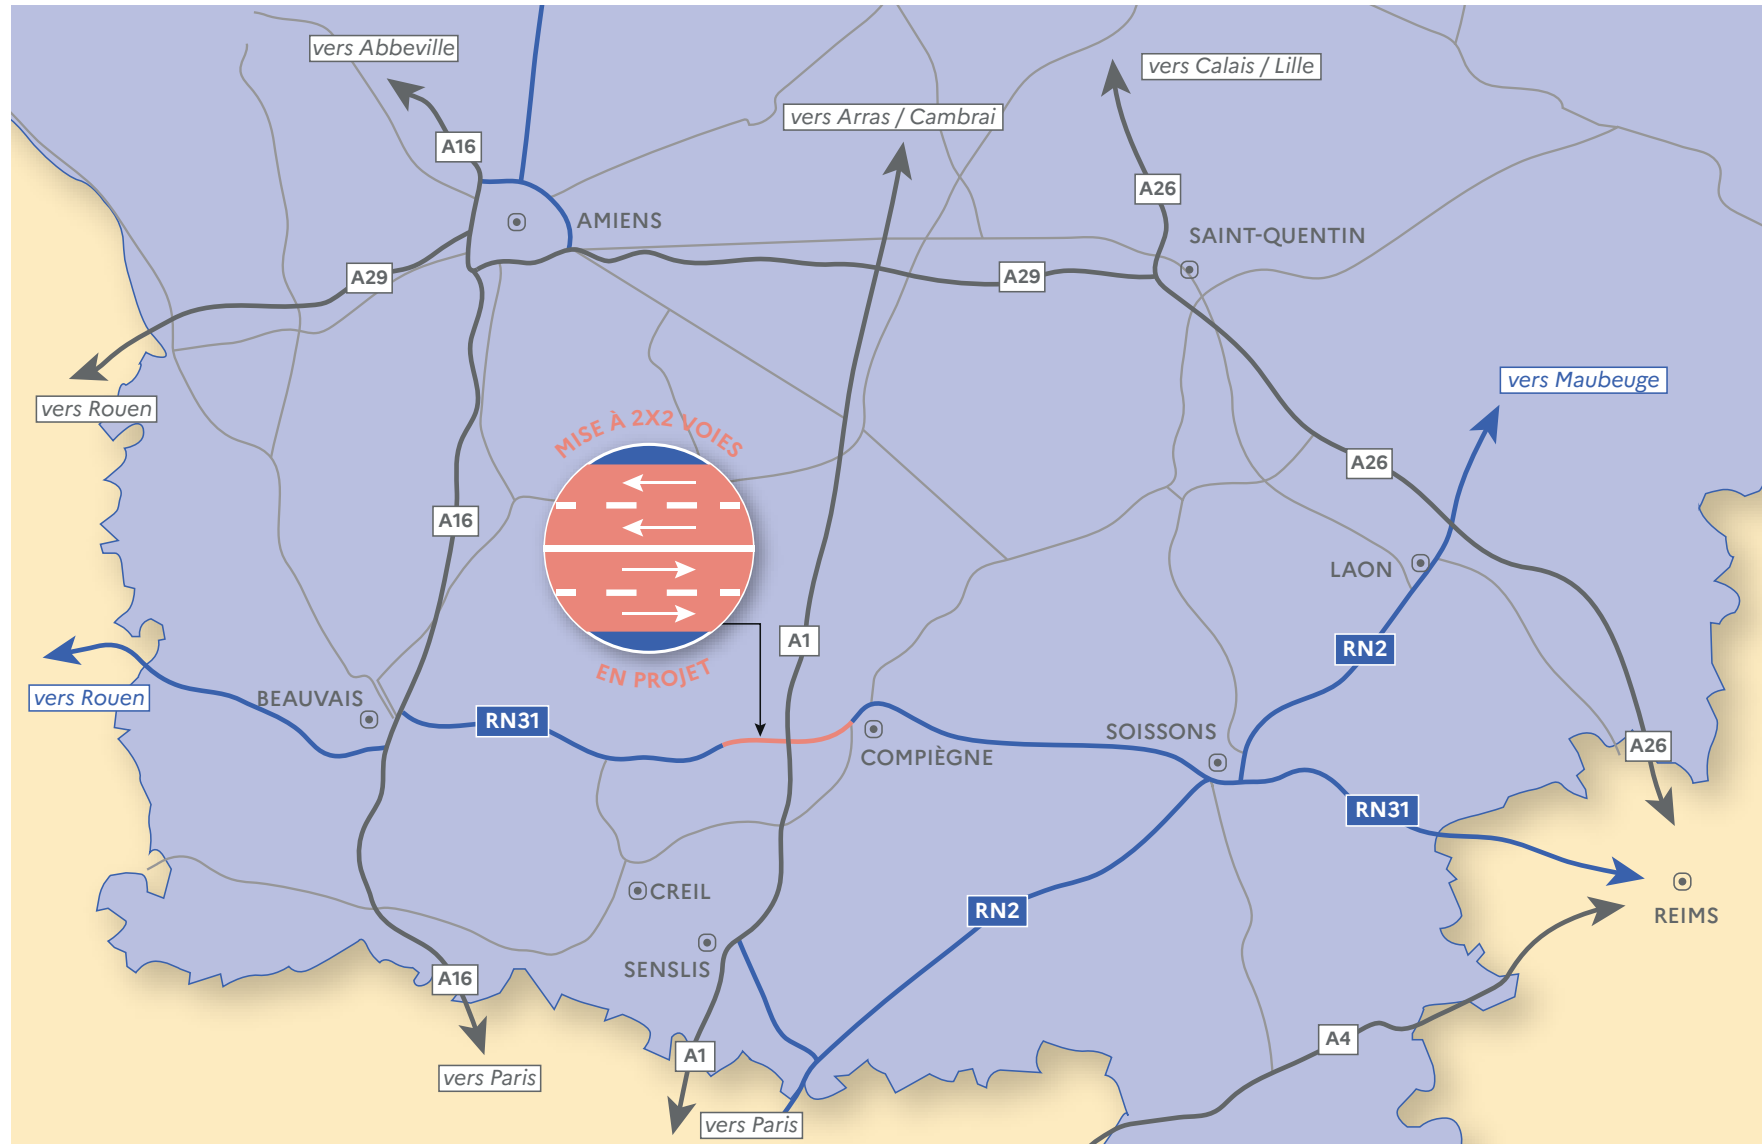 vers Abbeville
vers Calais / Lille
vers Arras / Cambrai
A16
A26
AMIENS
SAINT-QUENTIN
A29
A29
vers Maubeuge
vers Rouen
MISE À 2X2 VOIES
A26
A16
LAON
A1
RN2
EN PROJET
vers Rouen
BEAUVAIS
RN31
SOISSONS
COMPIÈGNE
A26
RN31
CREIL
RN2
REIMS
SENSLIS
A16
A4
A1
vers Paris
vers Paris